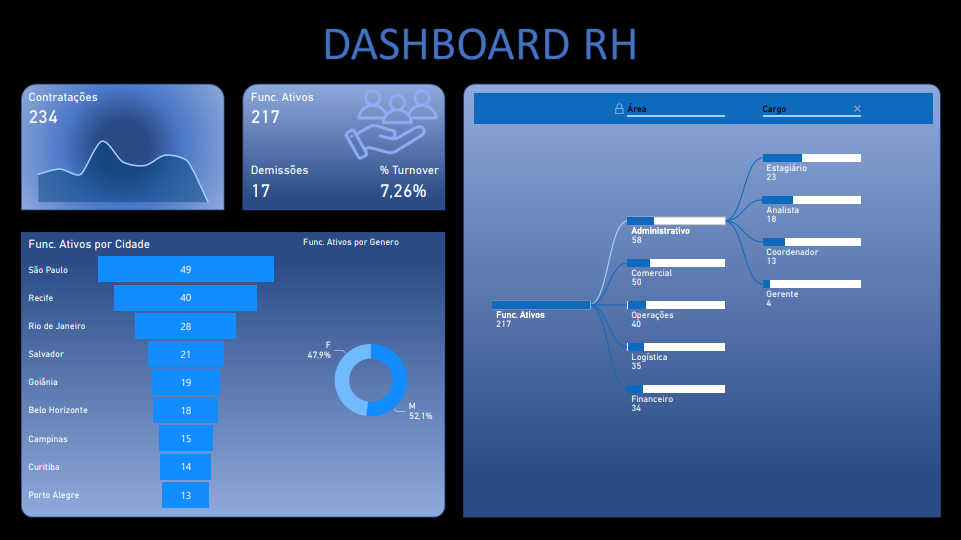 DASHBOARD RH
Contratações
234
Func. Ativos
217
Demissões
17
% Turnover
7,26%
Func. Ativos por Cidade
São Paulo
49
Recife
40
Rio de Janeiro
28
Salvador
21
Goiânia
19
Belo Horizonte
18
Campinas
15
Curitiba
14
Porto Alegre
13
Func. Ativos por Genero
F
47,9%
M
52,1%
Área
Cargo
Func. Ativos
217
Administrativo
58
Comercial
50
Operações
40
Logística
35
Financeiro
34
Estagiário
23
Analista
18
Coordenador
13
Gerente
4